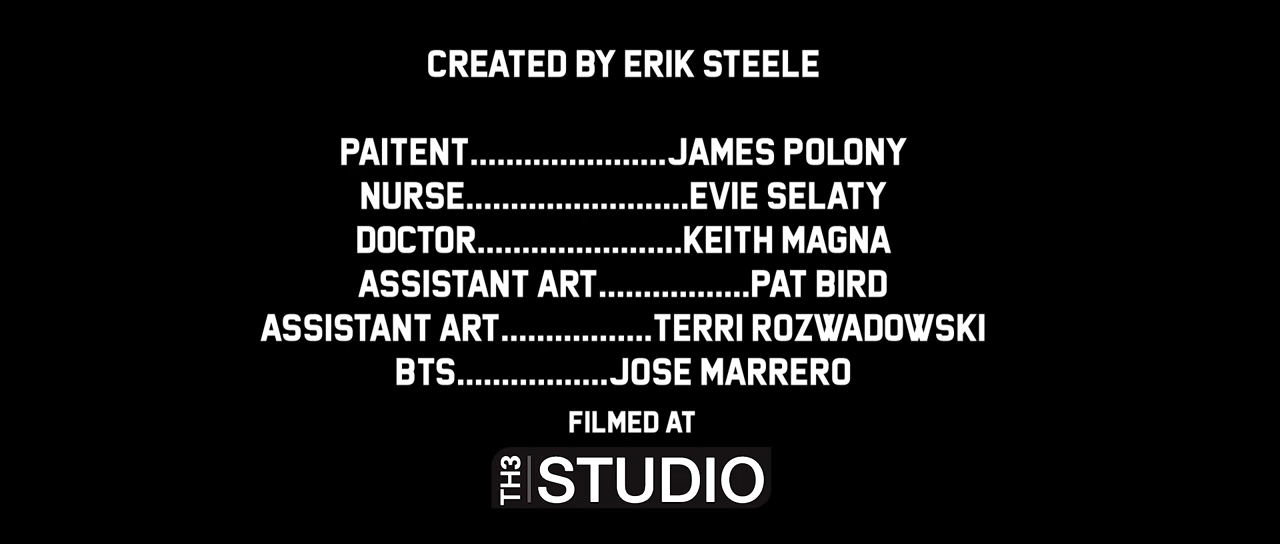 CREATED BY ERIK STEELE
PAITENT......................JAMES POLONY
NURSE.........................EVIE SELATY
DOCTOR.......................KEITH MAGNA
ASSISTANT ART.................PAT BIRD
ASSISTANT ART.................TERRI ROZWADOWSKI
BTS.................JOSE MARRERO
FILMED AT
TH3 STUDIO